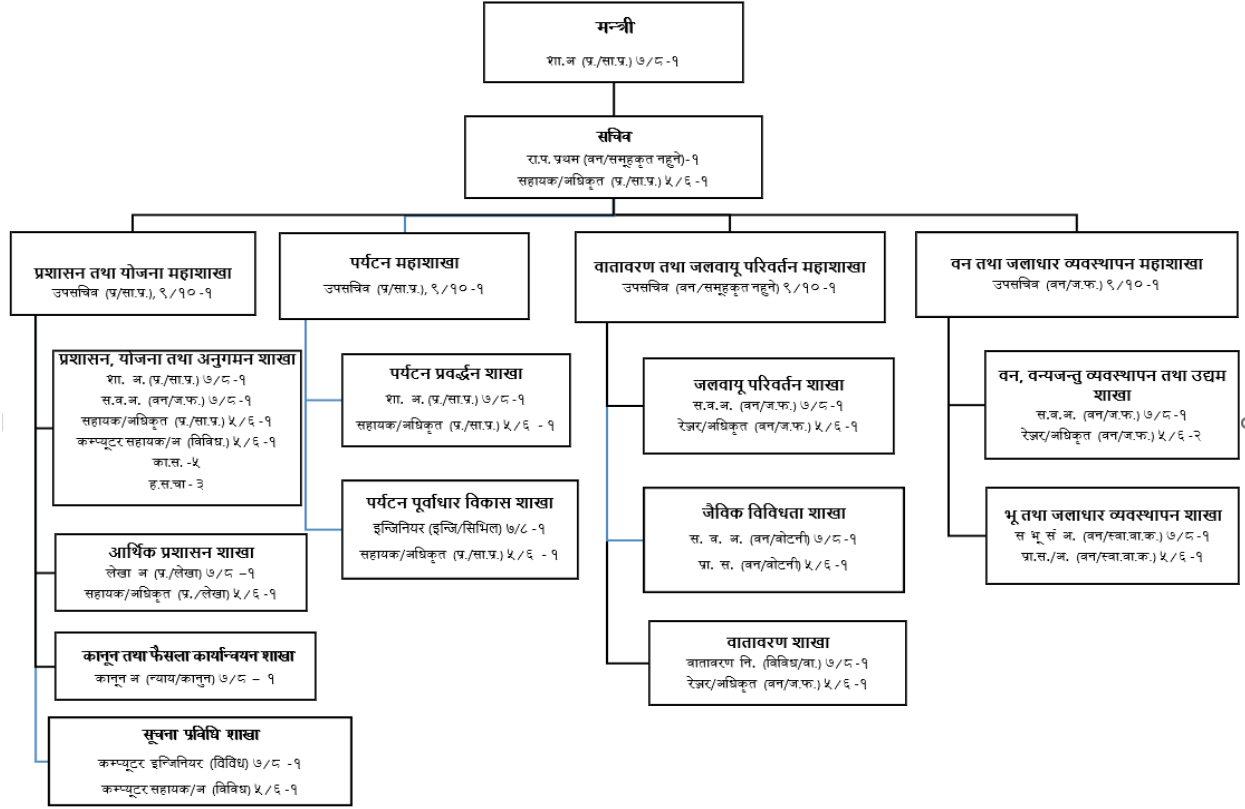 मन्त्री
शा.अ (प्र./सा.प्र.) ७/८-१
सचिव
रा.प. प्रथम (वन/समूहकृत नहुने)-१
सहायक/अधिकृत (प्र./सा.प्र.) ५/६-१
प्रशासन तथा योजना महाशाखा
उपसचिव (प्र/सा.प्र.), ९/१०-१
प्रशासन, योजना तथा अनुगमन शाखा
शा. अ. (प्र./सा.प्र.) ७/८-१
स.व.अ. (वन/ज.फ.) ७/८-१
सहायक/अधिकृत (प्र./सा.प्र.) ५/६-१
कम्प्यूटर सहायक/अ (विविध.) ५/६-१
का.स. -५
ह.स.चा- ३
आर्थिक प्रशासन शाखा
लेखा अ (प्र./लेखा) ७/८ –१
सहायक/अधिकृत (प्र./लेखा) ५/६-१
कानून तथा फैसला कार्यान्वयन शाखा
कानून अ (न्याय/कानुन) ७/८ – १
सूचना प्रविधि शाखा
कम्प्यूटर इन्जिनियर (विविध) ७/८ -१
कम्प्यूटर सहायक/अ (विविध) ५/६-१
पर्यटन महाशाखा
उपसचिव (प्र/सा.प्र.), ९/१०-१
पर्यटन प्रवर्द्धन शाखा
शा. अ. (प्र./सा.प्र.) ७/८-१
सहायक/अधिकृत (प्र./सा.प्र.) ५/६ - १
पर्यटन पूर्वाधार विकास शाखा
इन्जिनियर (इन्जि/सिभिल) ७/८ -१
सहायक/अधिकृत (प्र./सा.प्र.) ५/६ - १
वातावरण तथा जलवायू परिवर्तन महाशाखा
उपसचिव (वन/समूहकृत नहुने) ९/१०-१
जलवायू परिवर्तन शाखा
स.व.अ. (वन/ज.फ.) ७/८-१
रेञ्जर/अधिकृत (वन/ज.फ.) ५/६-१
जैविक विविधता शाखा
स. व. अ. (वन/वोटनी) ७/८-१
प्रा. स. (वन/वोटनी) ५/६-१
वातावरण शाखा
वातावरण नि. (विविध/वा.) ७/८-१
रेञ्जर/अधिकृत (वन/ज.फ.) ५/६-१
वन तथा जलाधार व्यवस्थापन महाशाखा
उपसचिव (वन/ज.फ.) ९/१०-१
वन, वन्यजन्तु व्यवस्थापन तथा उद्यम
शाखा
स.व.अ. (वन/ज.फ.) ७/८-१
रेञ्जर/अधिकृत (वन/ज.फ.) ५/६-२
भू तथा जलाधार व्यवस्थापन शाखा
स भू सं अ. (वन/स्वा.वा.क.) ७/८-१
प्रा.स./अ. (वन/स्वा.वा.क.) ५/६-१